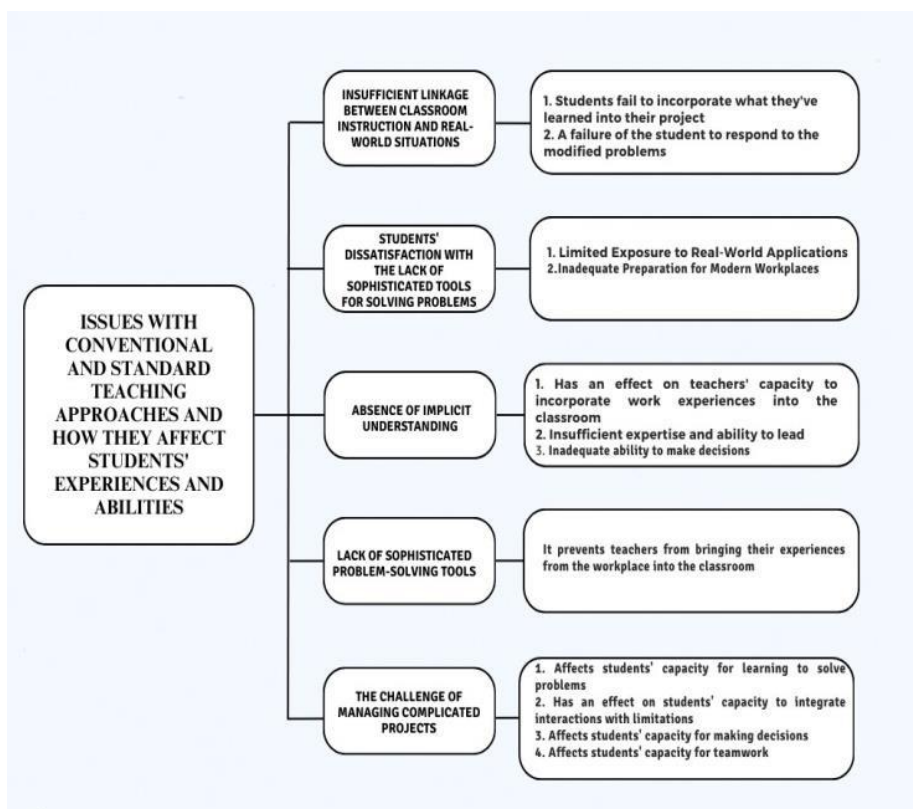 ISSUES WITH
CONVENTIONAL
AND STANDARD
TEACHING
APPROACHES AND
HOW THEY AFFECT
STUDENTS'
EXPERIENCES AND
ABILITIES
INSUFFICIENT LINKAGE
BETWEEN CLASSROOM
INSTRUCTION AND REAL-
WORLD SITUATIONS
1. Students fail to incorporate what they've
learned into their project
2. A failure of the student to respond to the
modified problems
STUDENTS'
DISSATISFACTION WITH
THE LACK OF
SOPHISTICATED TOOLS
FOR SOLVING PROBLEMS
1. Limited Exposure to Real-World Applications
2.Inadequate Preparation for Modern Workplaces
ABSENCE OF IMPLICIT
UNDERSTANDING
1. Has an effect on teachers' capacity to
incorporate work experiences into the
classroom
2. Insufficient expertise and ability to lead
3. Inadequate ability to make decisions
LACK OF SOPHISTICATED
PROBLEM-SOLVING TOOLS
It prevents teachers from bringing their experiences
from the workplace into the classroom
THE CHALLENGE OF
MANAGING COMPLICATED
PROJECTS
1. Affects students' capacity for learning to solve
problems
2. Has an effect on students' capacity to integrate
interactions with limitations
3. Affects students' capacity for making decisions
4. Affects students' capacity for teamwork